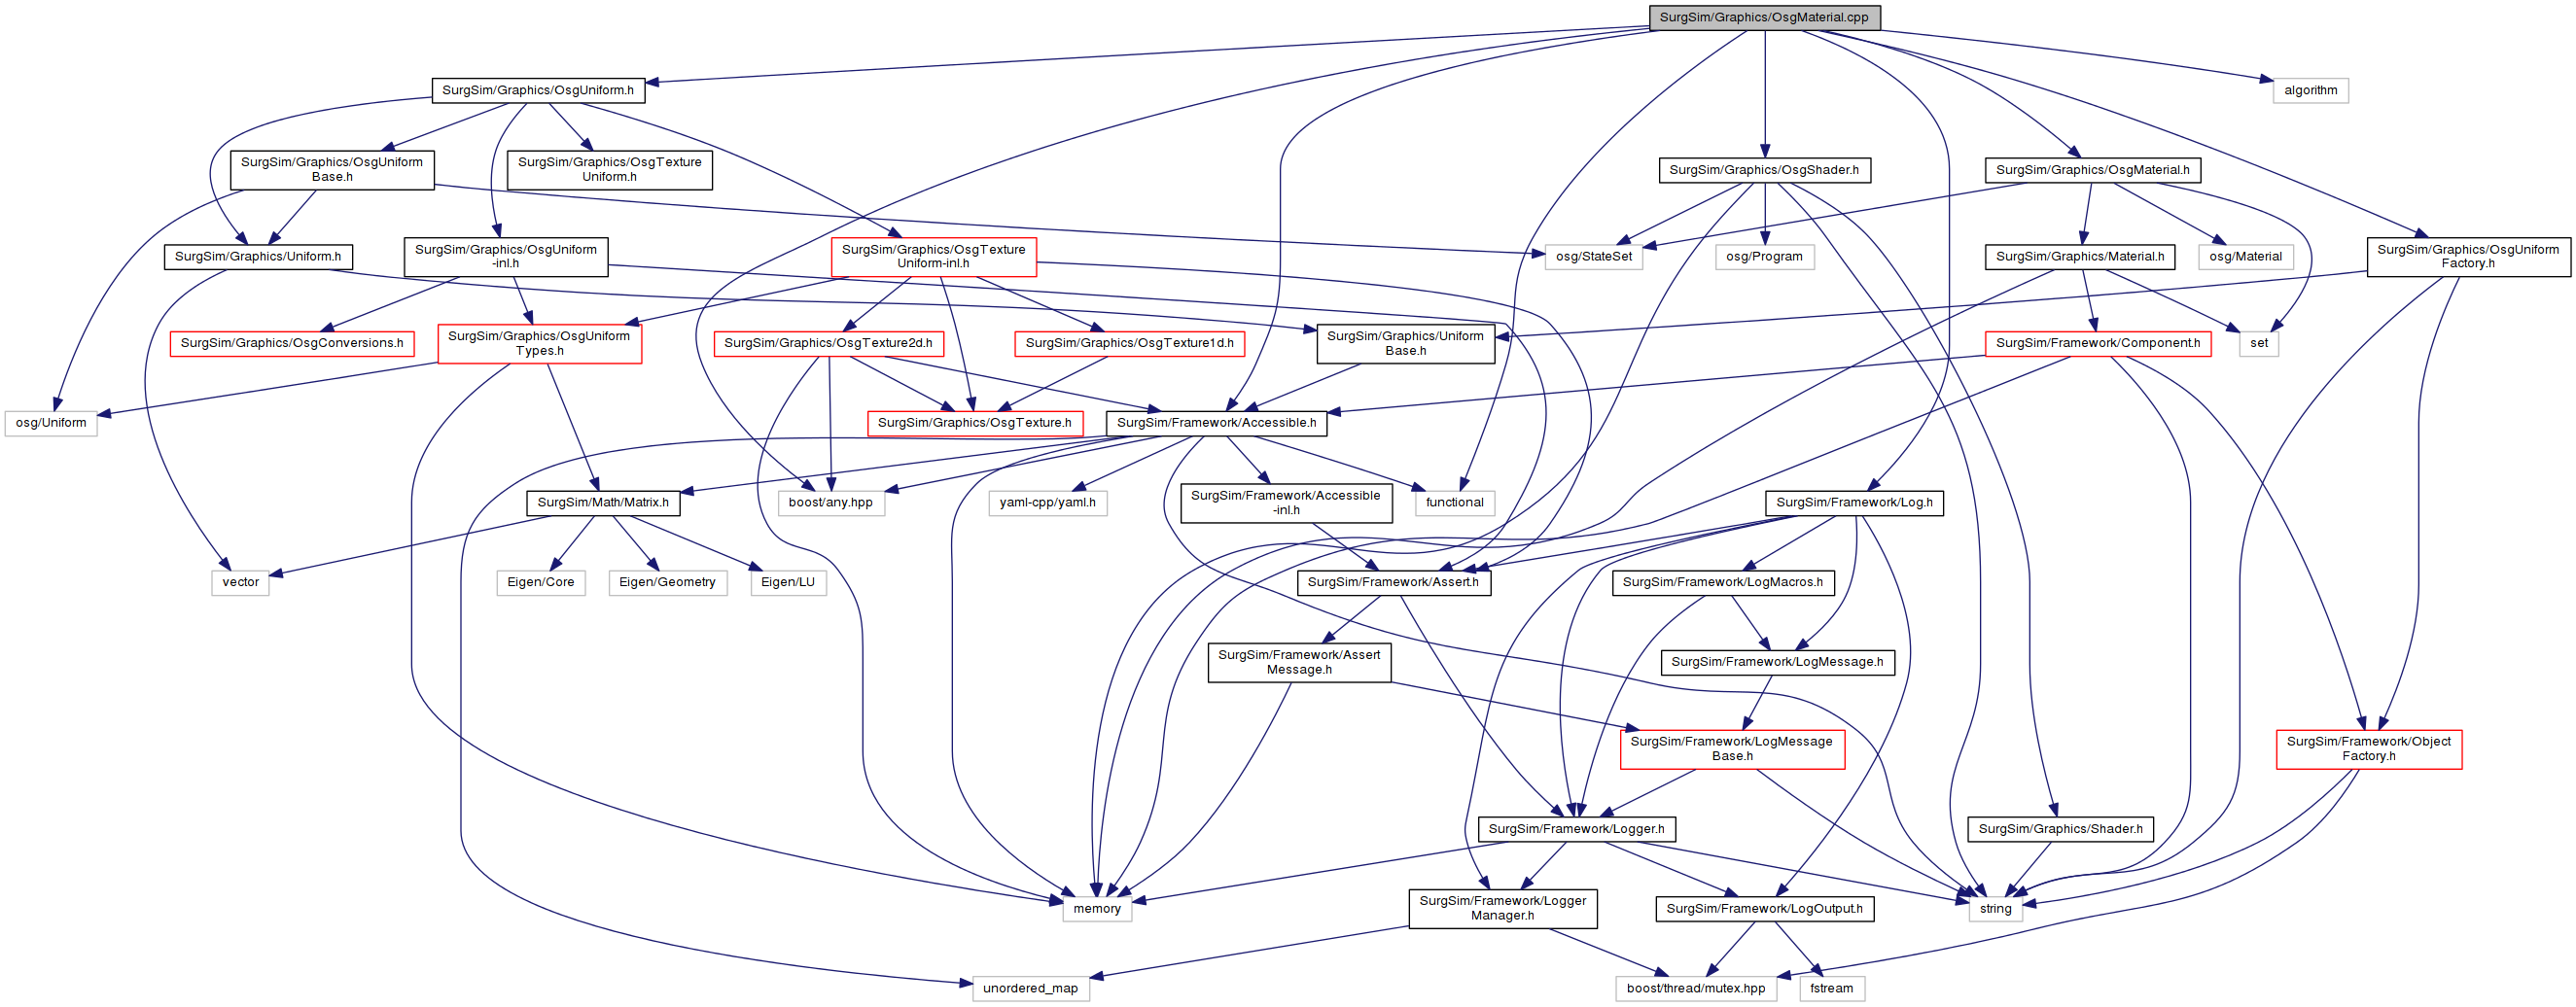 SurgSim/Graphics/OsgMaterial.cpp
SurgSim/Graphics/OsgUniform.h
algorithm
SurgSim/Graphics/OsgUniform
Base.h
SurgSim/Graphics/OsgTexture
Uniform.h
SurgSim/Graphics/OsgShader.h
SurgSim/Graphics/OsgMaterial.h
SurgSim/Graphics/Uniform.h
SurgSim/Graphics/OsgUniform
-inl.h
SurgSim/Graphics/OsgTexture
Uniform-inl.h
osg/StateSet
osg/Program
SurgSim/Graphics/Material.h
osg/Material
SurgSim/Graphics/OsgUniform
Factory.h
SurgSim/Graphics/OsgConversions.h
SurgSim/Graphics/OsgUniform
Types.h
SurgSim/Graphics/OsgTexture2d.h
SurgSim/Graphics/OsgTexture1d.h
SurgSim/Graphics/Uniform
Base.h
SurgSim/Framework/Component.h
set
osg/Uniform
SurgSim/Graphics/OsgTexture.h
SurgSim/Framework/Accessible.h
SurgSim/Math/Matrix.h
boost/any.hpp
yaml-cpp/yaml.h
SurgSim/Framework/Accessible
-inl.h
functional
SurgSim/Framework/Log.h
vector
Eigen/Core
Eigen/Geometry
Eigen/LU
SurgSim/Framework/Assert.h
SurgSim/Framework/LogMacros.h
SurgSim/Framework/Assert
Message.h
SurgSim/Framework/LogMessage.h
SurgSim/Framework/LogMessage
Base.h
SurgSim/Framework/Object
Factory.h
SurgSim/Framework/Logger.h
SurgSim/Graphics/Shader.h
memory
SurgSim/Framework/Logger
Manager.h
SurgSim/Framework/LogOutput.h
string
unordered_map
boost/thread/mutex.hpp
fstream